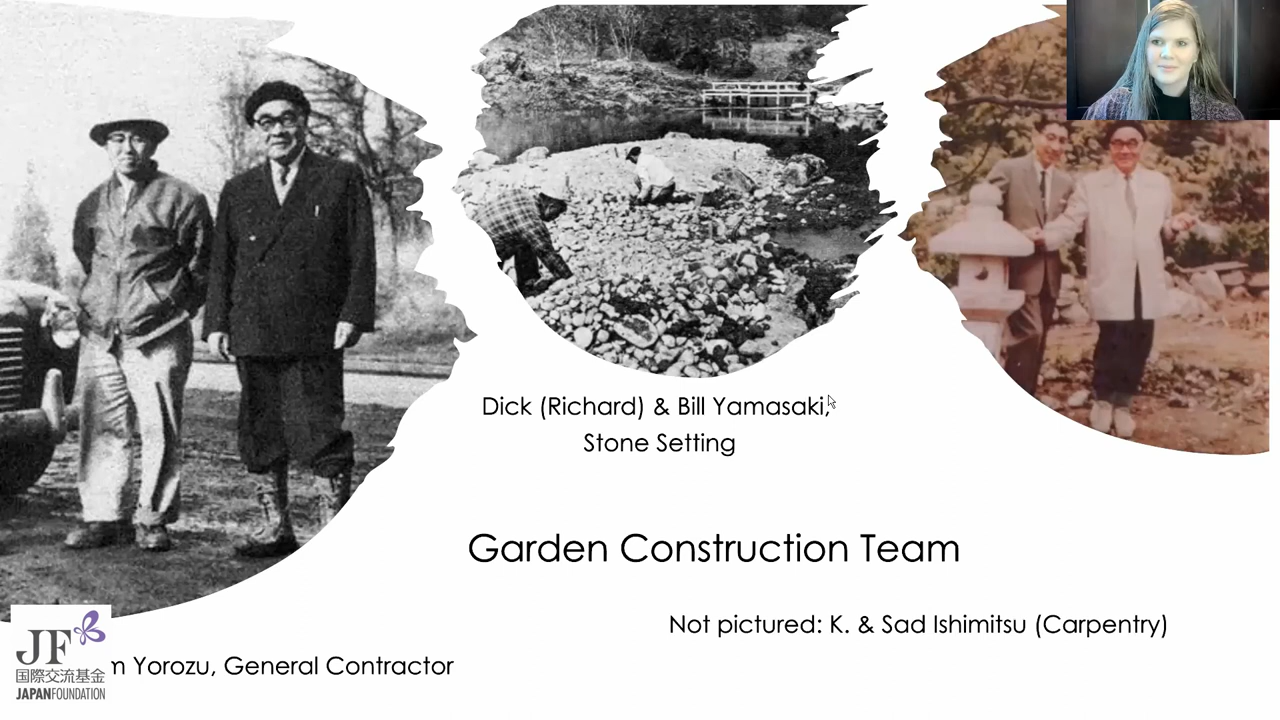 Dick (Richard) & Bill Yamasaki,
Stone Setting
Garden Construction Team
Not pictured: K. & Sad Ishimitsu (Carpentry)
Yorozu, General Contractor
JF
国際交流基金
JAPANFOUNDATION